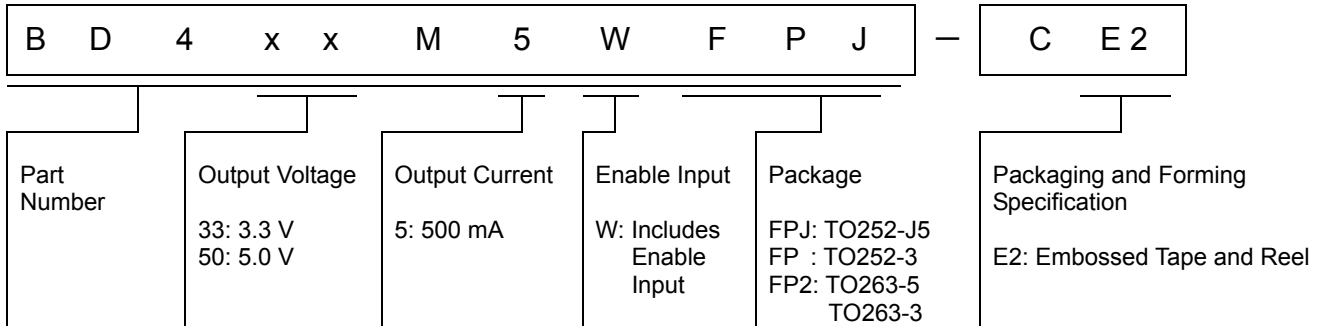 B D 4 x x M 5 W F P J – C E 2
Part
Number
Output Voltage
33: 3.3 V
50: 5.0 V
Output Current
5: 500 mA
Enable Input
W: Includes
Enable
Input
Package
FPJ: TO252-J5
FP : TO252-3
FP2: TO263-5
TO263-3
Packaging and Forming
Specification
E2: Embossed Tape and Reel